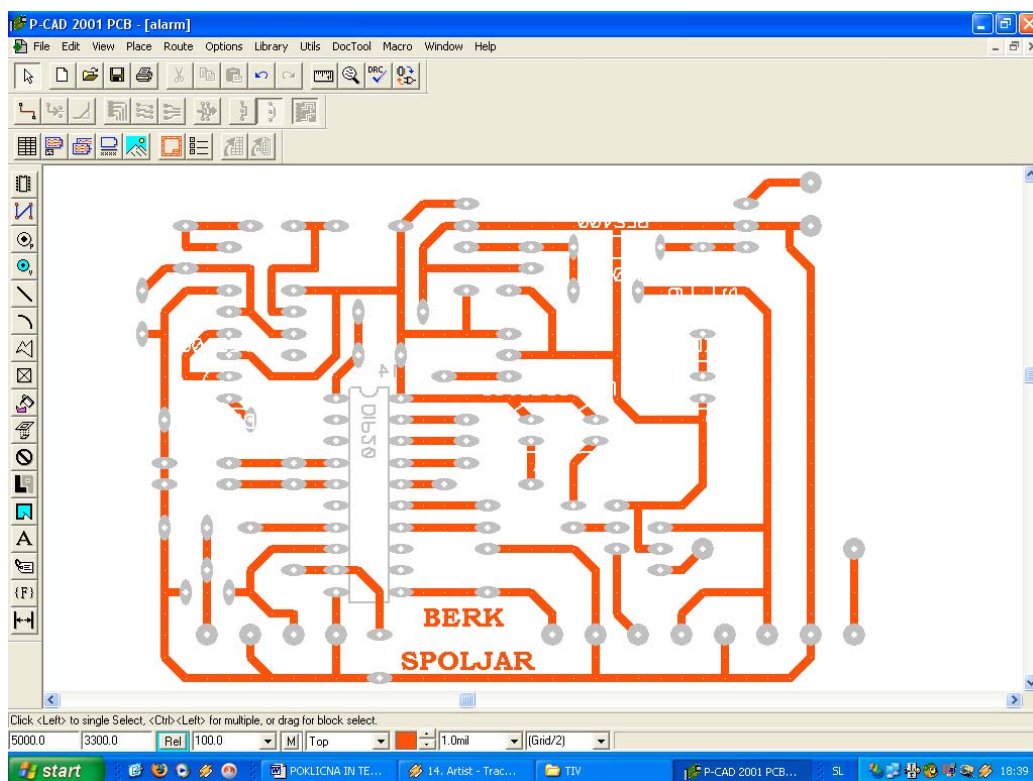 P-CAD 2001 PCB - [alarm]
File Edit View Place Route Options Library Utils DocTool Macro Window Help
DRC
14
DIP20
BERK
SPOLJAR
A
{F}
Click <Left> to single Select, <Ctrl><Left> for multiple, or drag for block select.
5000.0 3300.0 Rel 100.0 M Top 1.0mil (Grid/2)
start POKLICNA IN TE... 14. Artist - Trac... TIV P-CAD 2001 PCB... SL 18:39